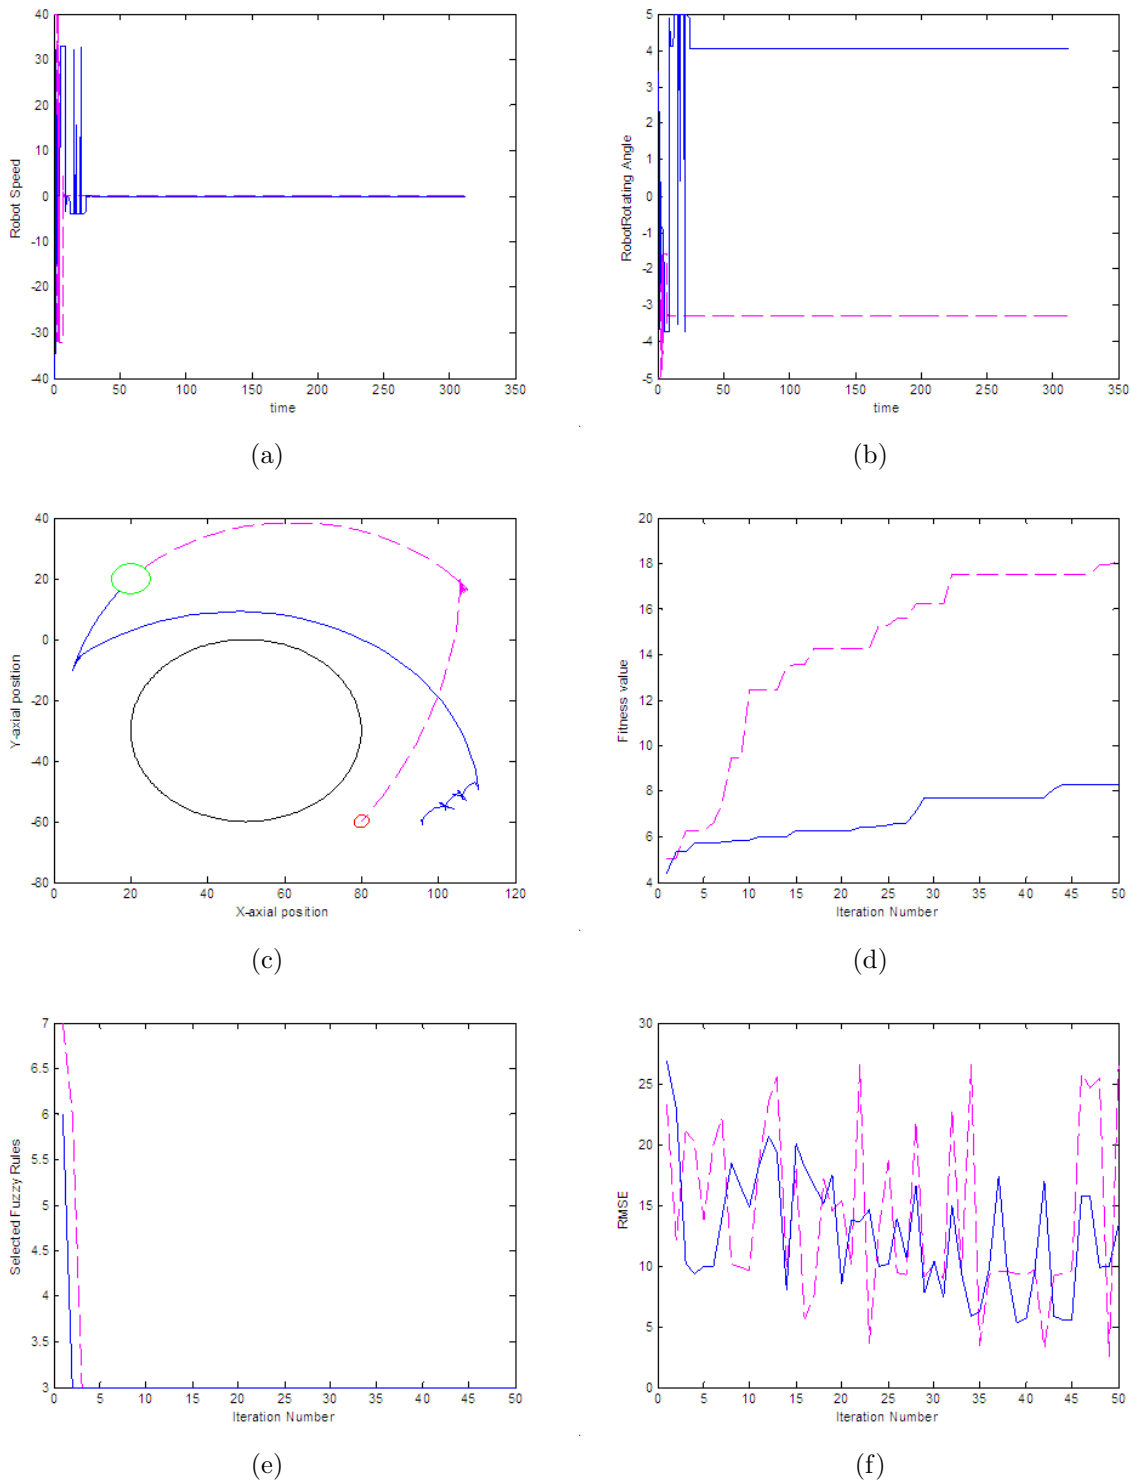 40
30
20
10
0
-10
-20
-30
-40
Robot Speed
0 50 100 150 200 250 300 350
time
(a)
5
4
3
2
1
0
-1
-2
-3
-4
-5
RobotRotating Angle
0 50 100 150 200 250 300 350
time
(b)
40
20
0
-20
-40
-60
-80
Y-axial position
0 20 40 60 80 100 120
X-axial position
(c)
20
18
16
14
12
10
8
6
4
Fitness value
0 5 10 15 20 25 30 35 40 45 50
Iteration Number
(d)
7
6.5
6
5.5
5
4.5
4
3.5
3
Selected Fuzzy Rules
0 5 10 15 20 25 30 35 40 45 50
Iteration Number
(e)
30
25
20
15
10
5
0
RMSE
0 5 10 15 20 25 30 35 40 45 50
Iteration Number
(f)